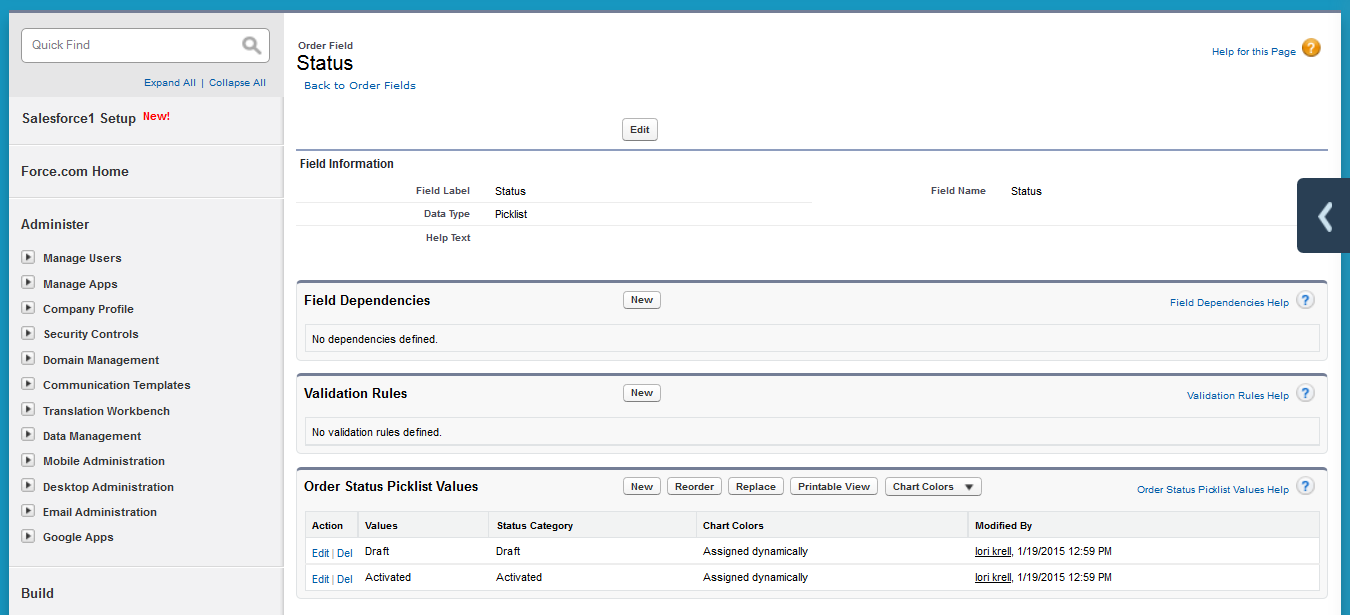 Quick Find
Expand All | Collapse All
Salesforce1 Setup New!
Force.com Home
Administer
Manage Users
Manage Apps
Company Profile
Security Controls
Domain Management
Communication Templates
Translation Workbench
Data Management
Mobile Administration
Desktop Administration
Email Administration
Google Apps
Build
Order Field
Status
Back to Order Fields
Help for this Page ?
Edit
Field Information
Field Label Status Field Name Status
Data Type Picklist
Help Text
Field Dependencies New Field Dependencies Help ?
No dependencies defined.
Validation Rules New Validation Rules Help ?
No validation rules defined.
Order Status Picklist Values New Reorder Replace Printable View Chart Colors Order Status Picklist Values Help ?
Action Values Status Category Chart Colors Modified By
Edit | Del Draft Draft Assigned dynamically lori krell, 1/19/2015 12:59 PM
Edit | Del Activated Activated Assigned dynamically lori krell, 1/19/2015 12:59 PM